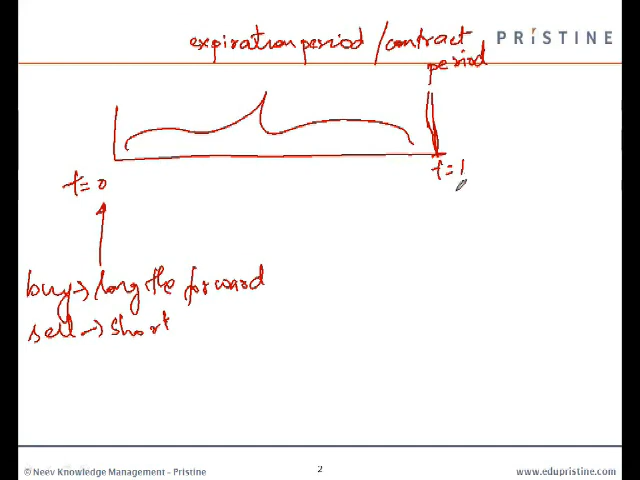 expiration period / contract
period
PRISTINE
t=0
t=1
buy → long the forward
sell → short
© Neev Knowledge Management - Pristine
2
www.edupristine.com